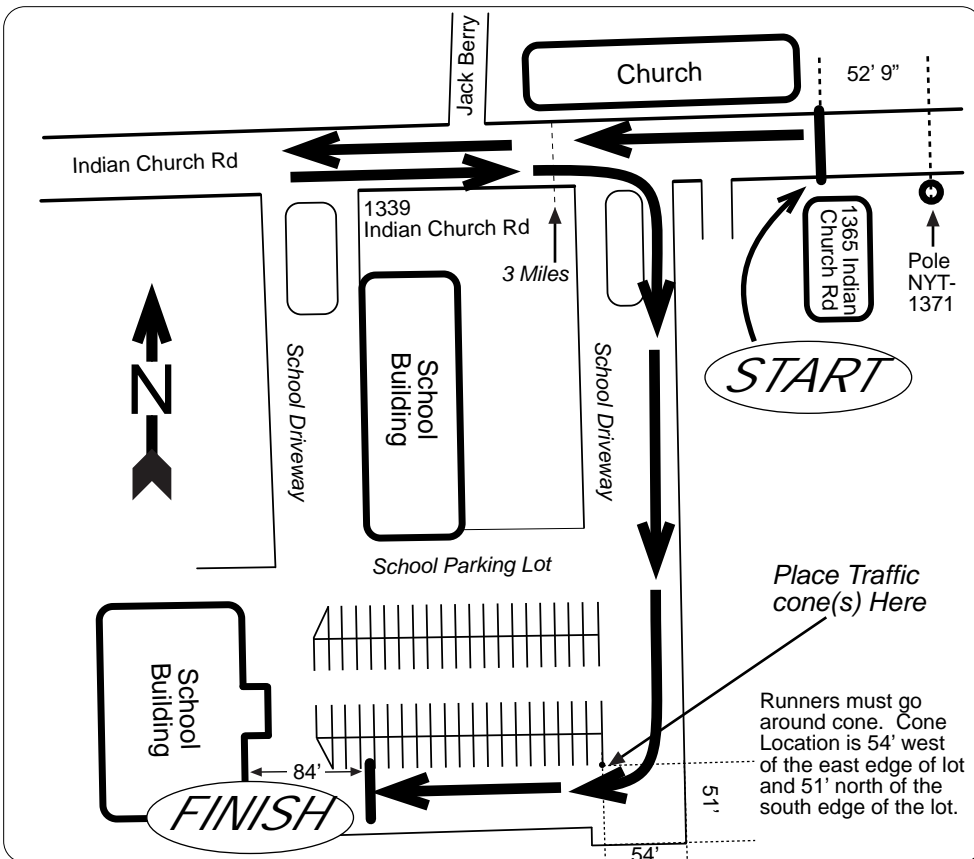 Jack Berry
Church
52’ 9”
Indian Church Rd
1339
Indian Church Rd
3 Miles
1365 Indian
Church Rd
Pole
NYT-
1371
START
N
School Driveway
School
Building
School Driveway
School Parking Lot
Place Traffic
cone(s) Here
School
Building
Runners must go
around cone. Cone
Location is 54’ west
of the east edge of lot
and 51’ north of the
south edge of the lot.
84’
FINISH
51’
54’